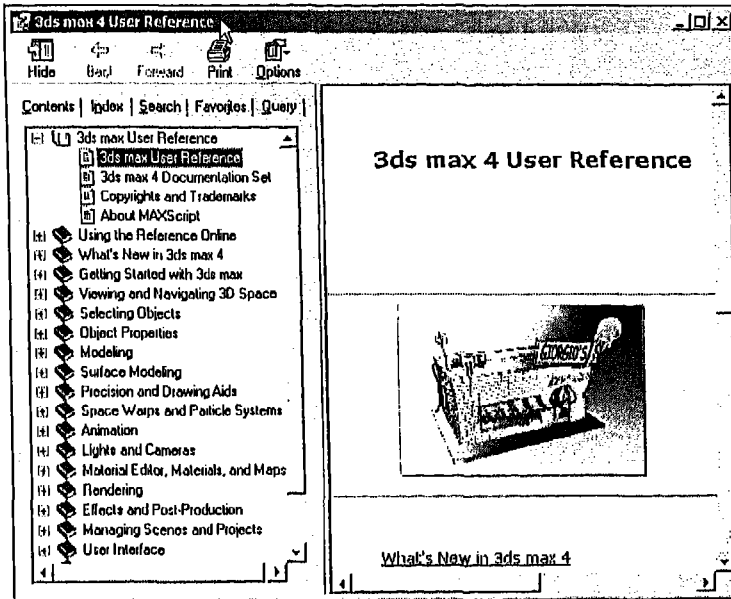 3ds max 4 User Reference
Hide Back Forward Print Options
Contents Index Search Favorites Query
3ds max User Reference
3ds max User Reference
3ds max 4 Documentation Set
Copyrights and Trademarks
About MAXScript
Using the Reference Online
What's New in 3ds max 4
Getting Started with 3ds max
Viewing and Navigating 3D Space
Selecting Objects
Object Properties
Modeling
Surface Modeling
Precision and Drawing Aids
Space Warps and Particle Systems
Animation
Lights and Cameras
Material Editor, Materials, and Maps
Rendering
Effects and Post-Production
Managing Scenes and Projects
User Interface
3ds max 4 User Reference
GIORGIO'S
What's New in 3ds max 4